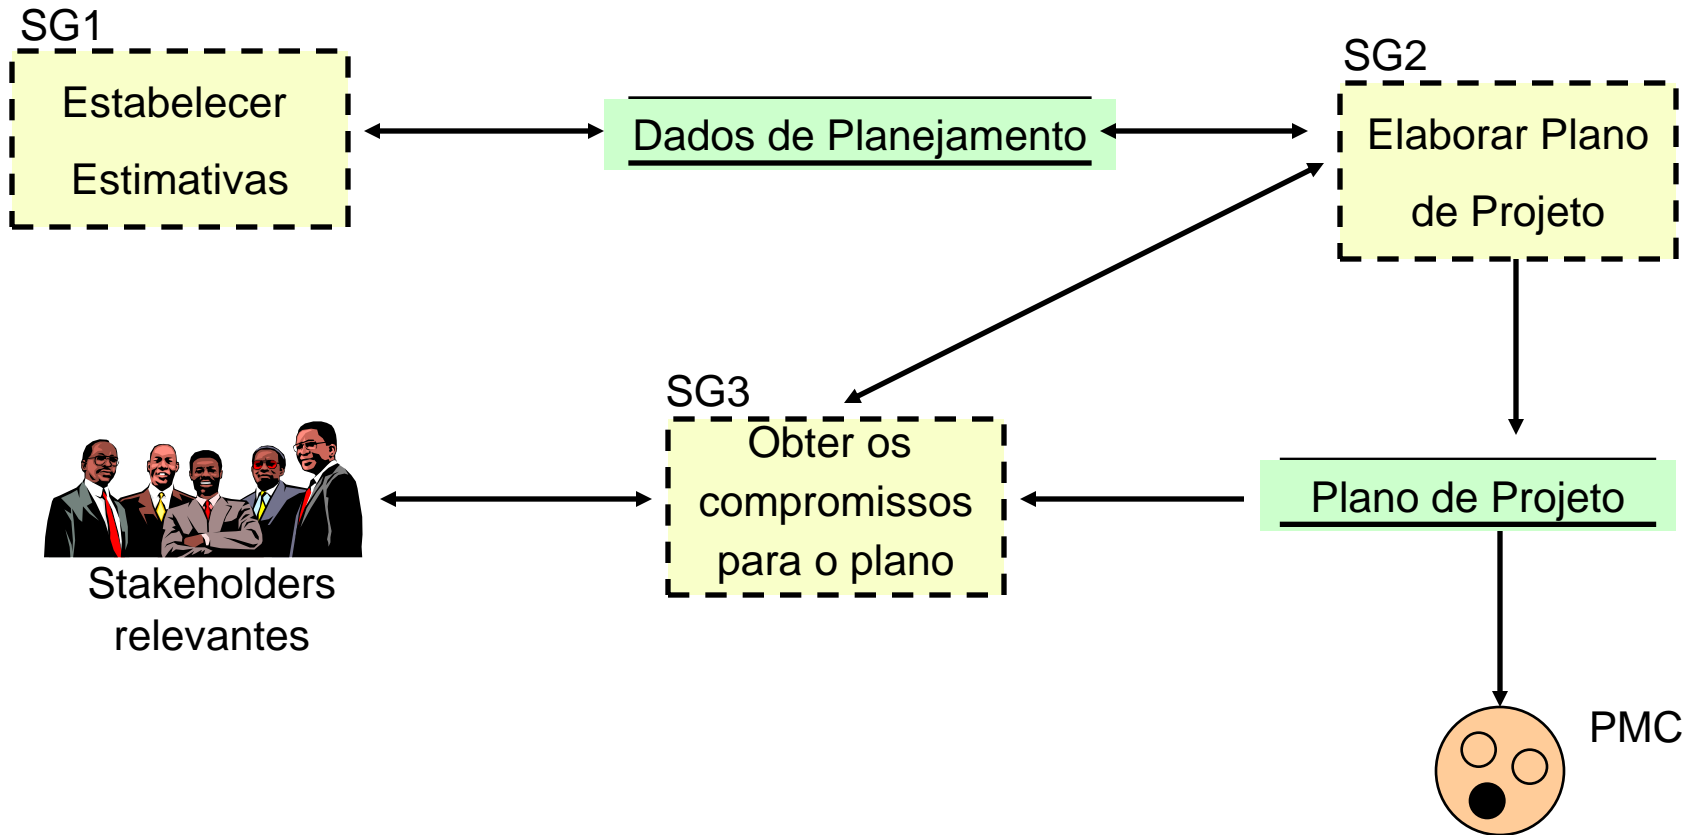 SG1
Estabelecer
Estimativas
Dados de Planejamento
SG2
Elaborar Plano
de Projeto
SG3
Obter os
compromissos
para o plano
Stakeholders
relevantes
Plano de Projeto
PMC